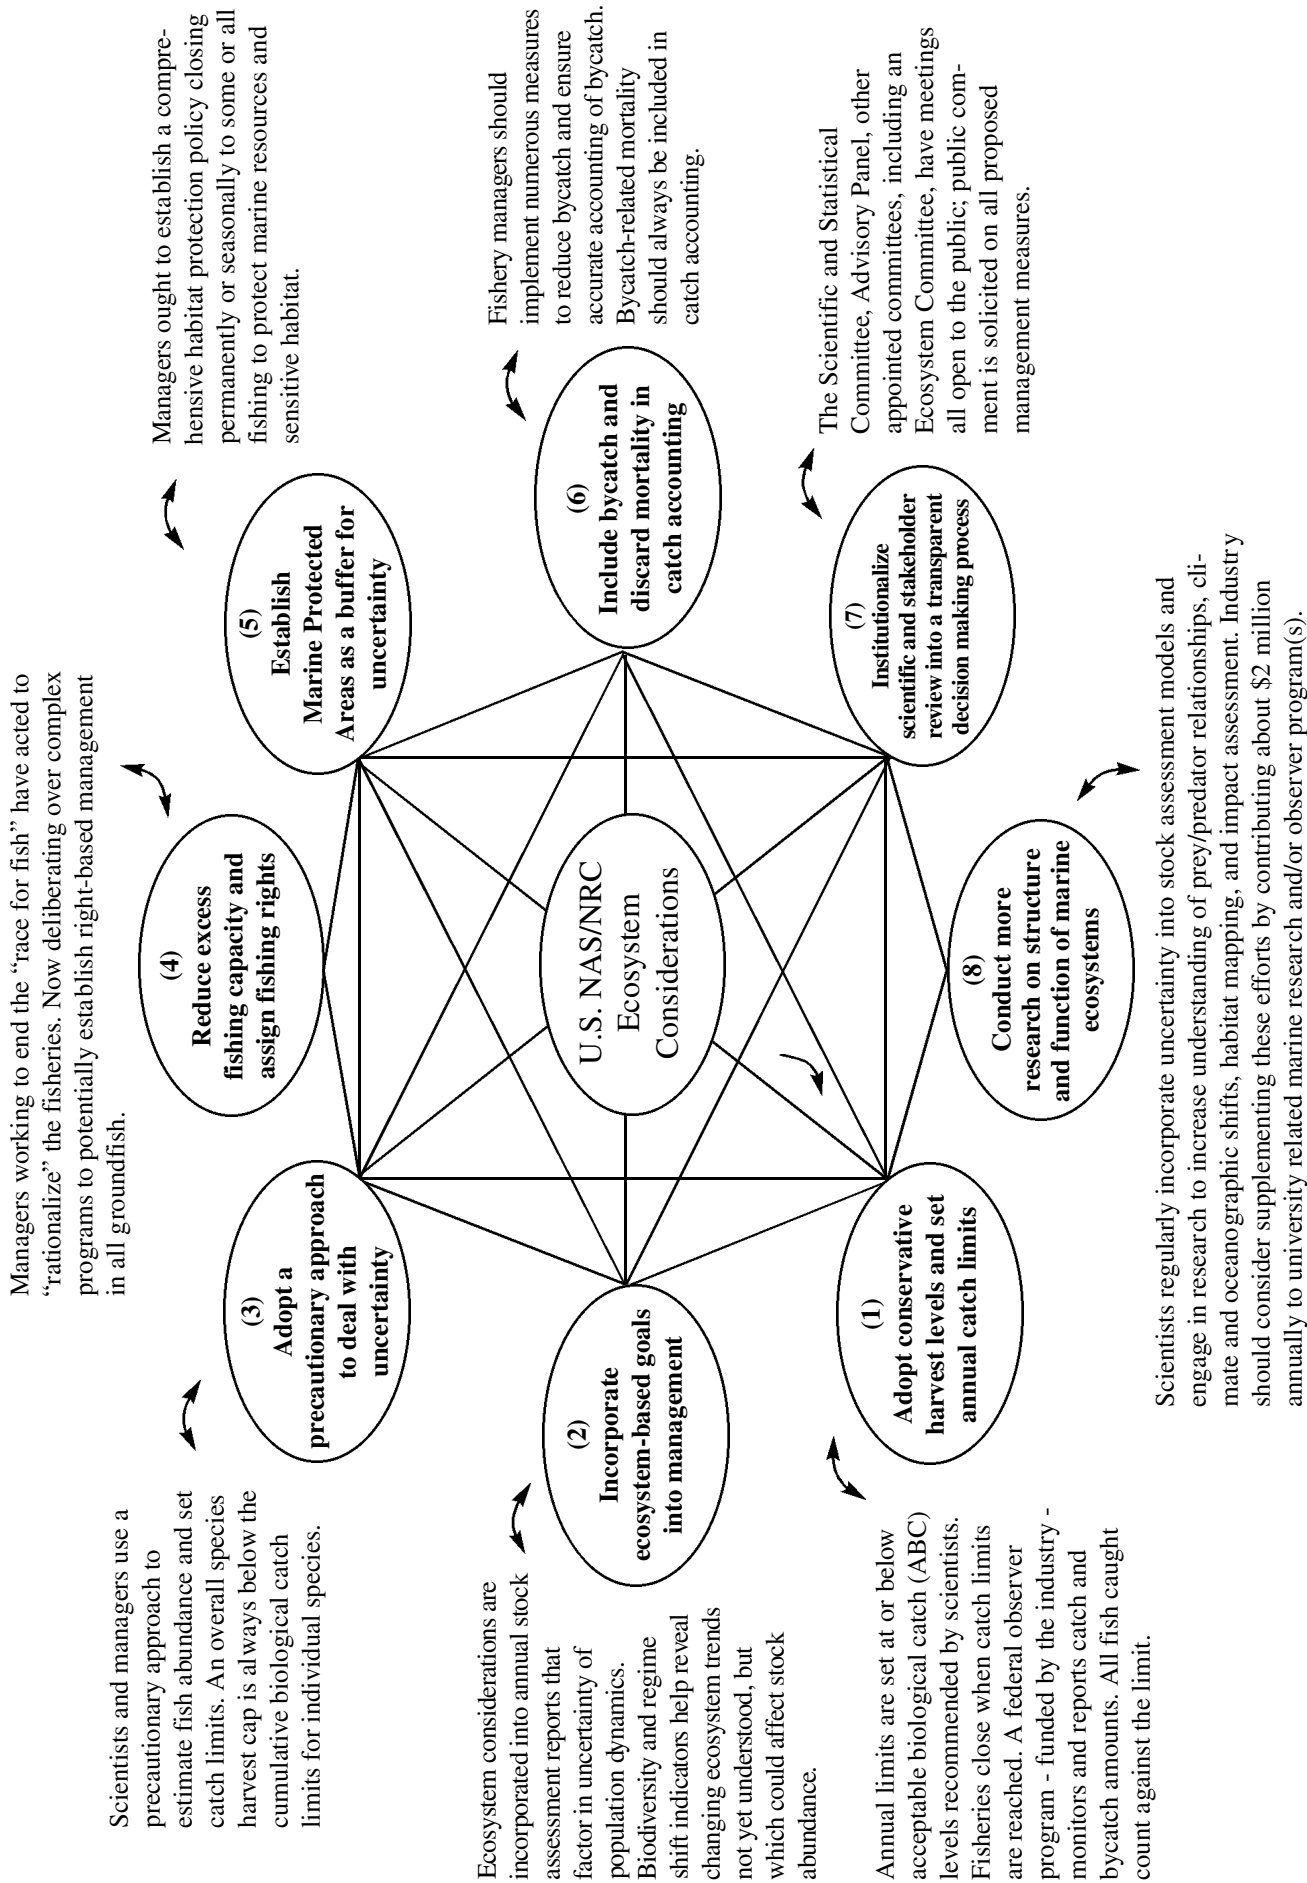 U.S. NAS/NRC
Ecosystem
Considerations
(1)
Adopt conservative
harvest levels and set
annual catch limits
Annual limits are set at or below
acceptable biological catch (ABC)
levels recommended by scientists.
Fisheries close when catch limits
are reached. A federal observer
program - funded by the industry -
monitors and reports catch and
bycatch amounts. All fish caught
count against the limit.
(2)
Incorporate
ecosystem-based goals
into management
Ecosystem considerations are
incorporated into annual stock
assessment reports that
factor in uncertainty of
population dynamics.
Biodiversity and regime
shift indicators help reveal
changing ecosystem trends
not yet understood, but
which could affect stock
abundance.
(3)
Adopt a
precautionary approach
to deal with
uncertainty
Scientists and managers use a
precautionary approach to
estimate fish abundance and set
catch limits. An overall species
harvest cap is always below the
cumulative biological catch
limits for individual species.
(4)
Reduce excess
fishing capacity and
assign fishing rights
Managers working to end the “race for fish” have acted to
“rationalize” the fisheries. Now deliberating over complex
programs to potentially establish right-based management
in all groundfish.
(5)
Establish
Marine Protected
Areas as a buffer for
uncertainty
Managers ought to establish a compre-
hensive habitat protection policy closing
permanently or seasonally to some or all
fishing to protect marine resources and
sensitive habitat.
(6)
Include bycatch and
discard mortality in
catch accounting
Fishery managers should
implement numerous measures
to reduce bycatch and ensure
accurate accounting of bycatch.
Bycatch-related mortality
should always be included in
catch accounting.
(7)
Institutionalize
scientific and stakeholder
review into a transparent
decision making process
The Scientific and Statistical
Committee, Advisory Panel, other
appointed committees, including an
Ecosystem Committee, have meetings
all open to the public; public com-
ment is solicited on all proposed
management measures.
(8)
Conduct more
research on structure
and function of marine
ecosystems
Scientists regularly incorporate uncertainty into stock assessment models and
engage in research to increase understanding of prey/predator relationships, cli-
mate and oceanographic shifts, habitat mapping, and impact assessment. Industry
should consider supplementing these efforts by contributing about $2 million
annually to university related marine research and/or observer program(s).